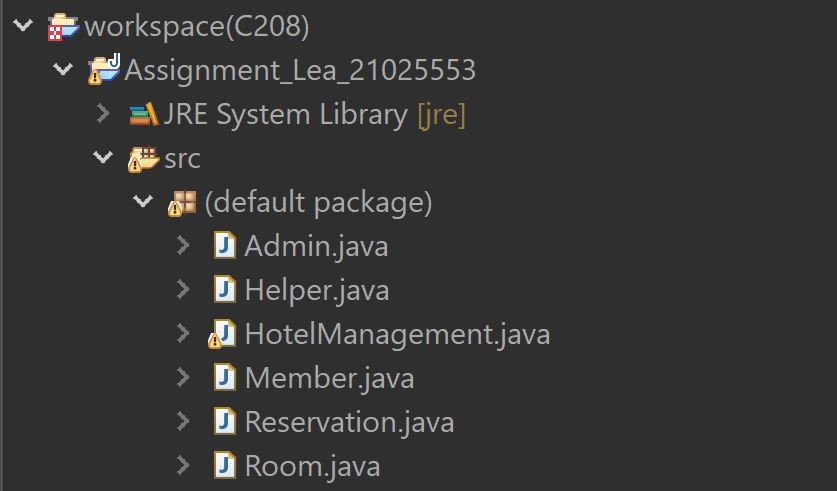 workspace(C208)
Assignment_Lea_21025553
JRE System Library [jre]
src
(default package)
Admin.java
Helper.java
HotelManagement.java
Member.java
Reservation.java
Room.java